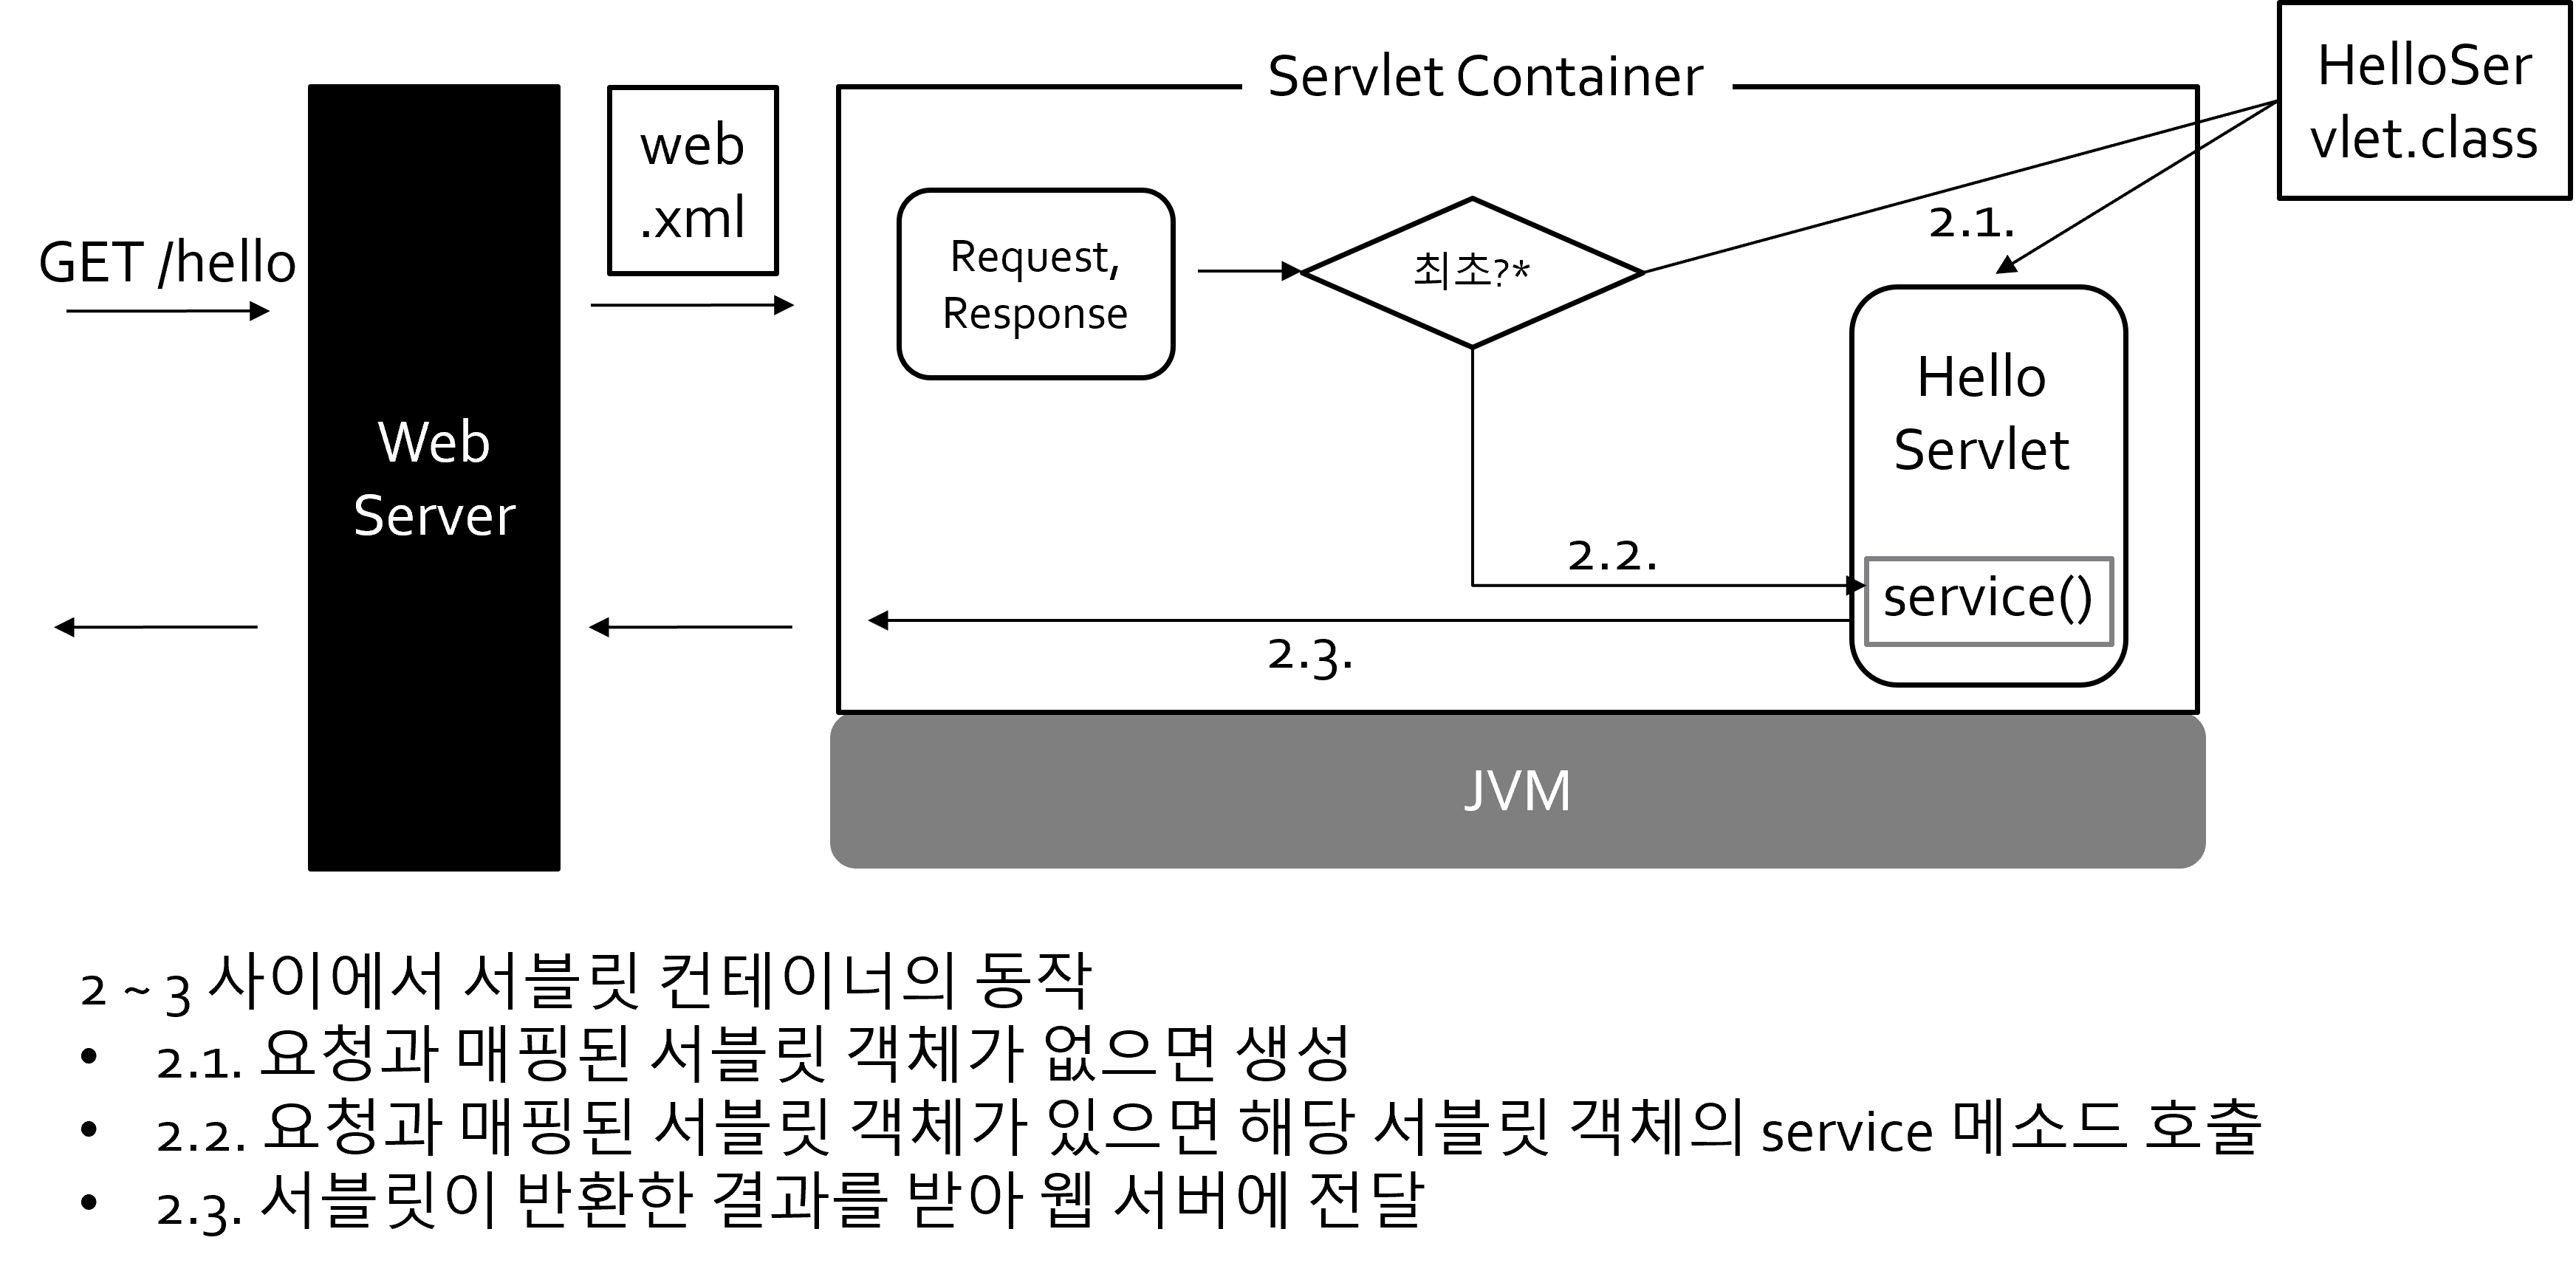 Servlet Container
HelloSer
vlet.class
web
.xml
GET /hello
Request,
Response
최초?*
2.1.
Hello
Servlet
Web
Server
2.2.
service()
2.3.
JVM
2 ~ 3 사이에서 서블릿 컨테이너의 동작
• 2.1. 요청과 매핑된 서블릿 객체가 없으면 생성
• 2.2. 요청과 매핑된 서블릿 객체가 있으면 해당 서블릿 객체의 service 메소드 호출
• 2.3. 서블릿이 반환한 결과를 받아 웹 서버에 전달